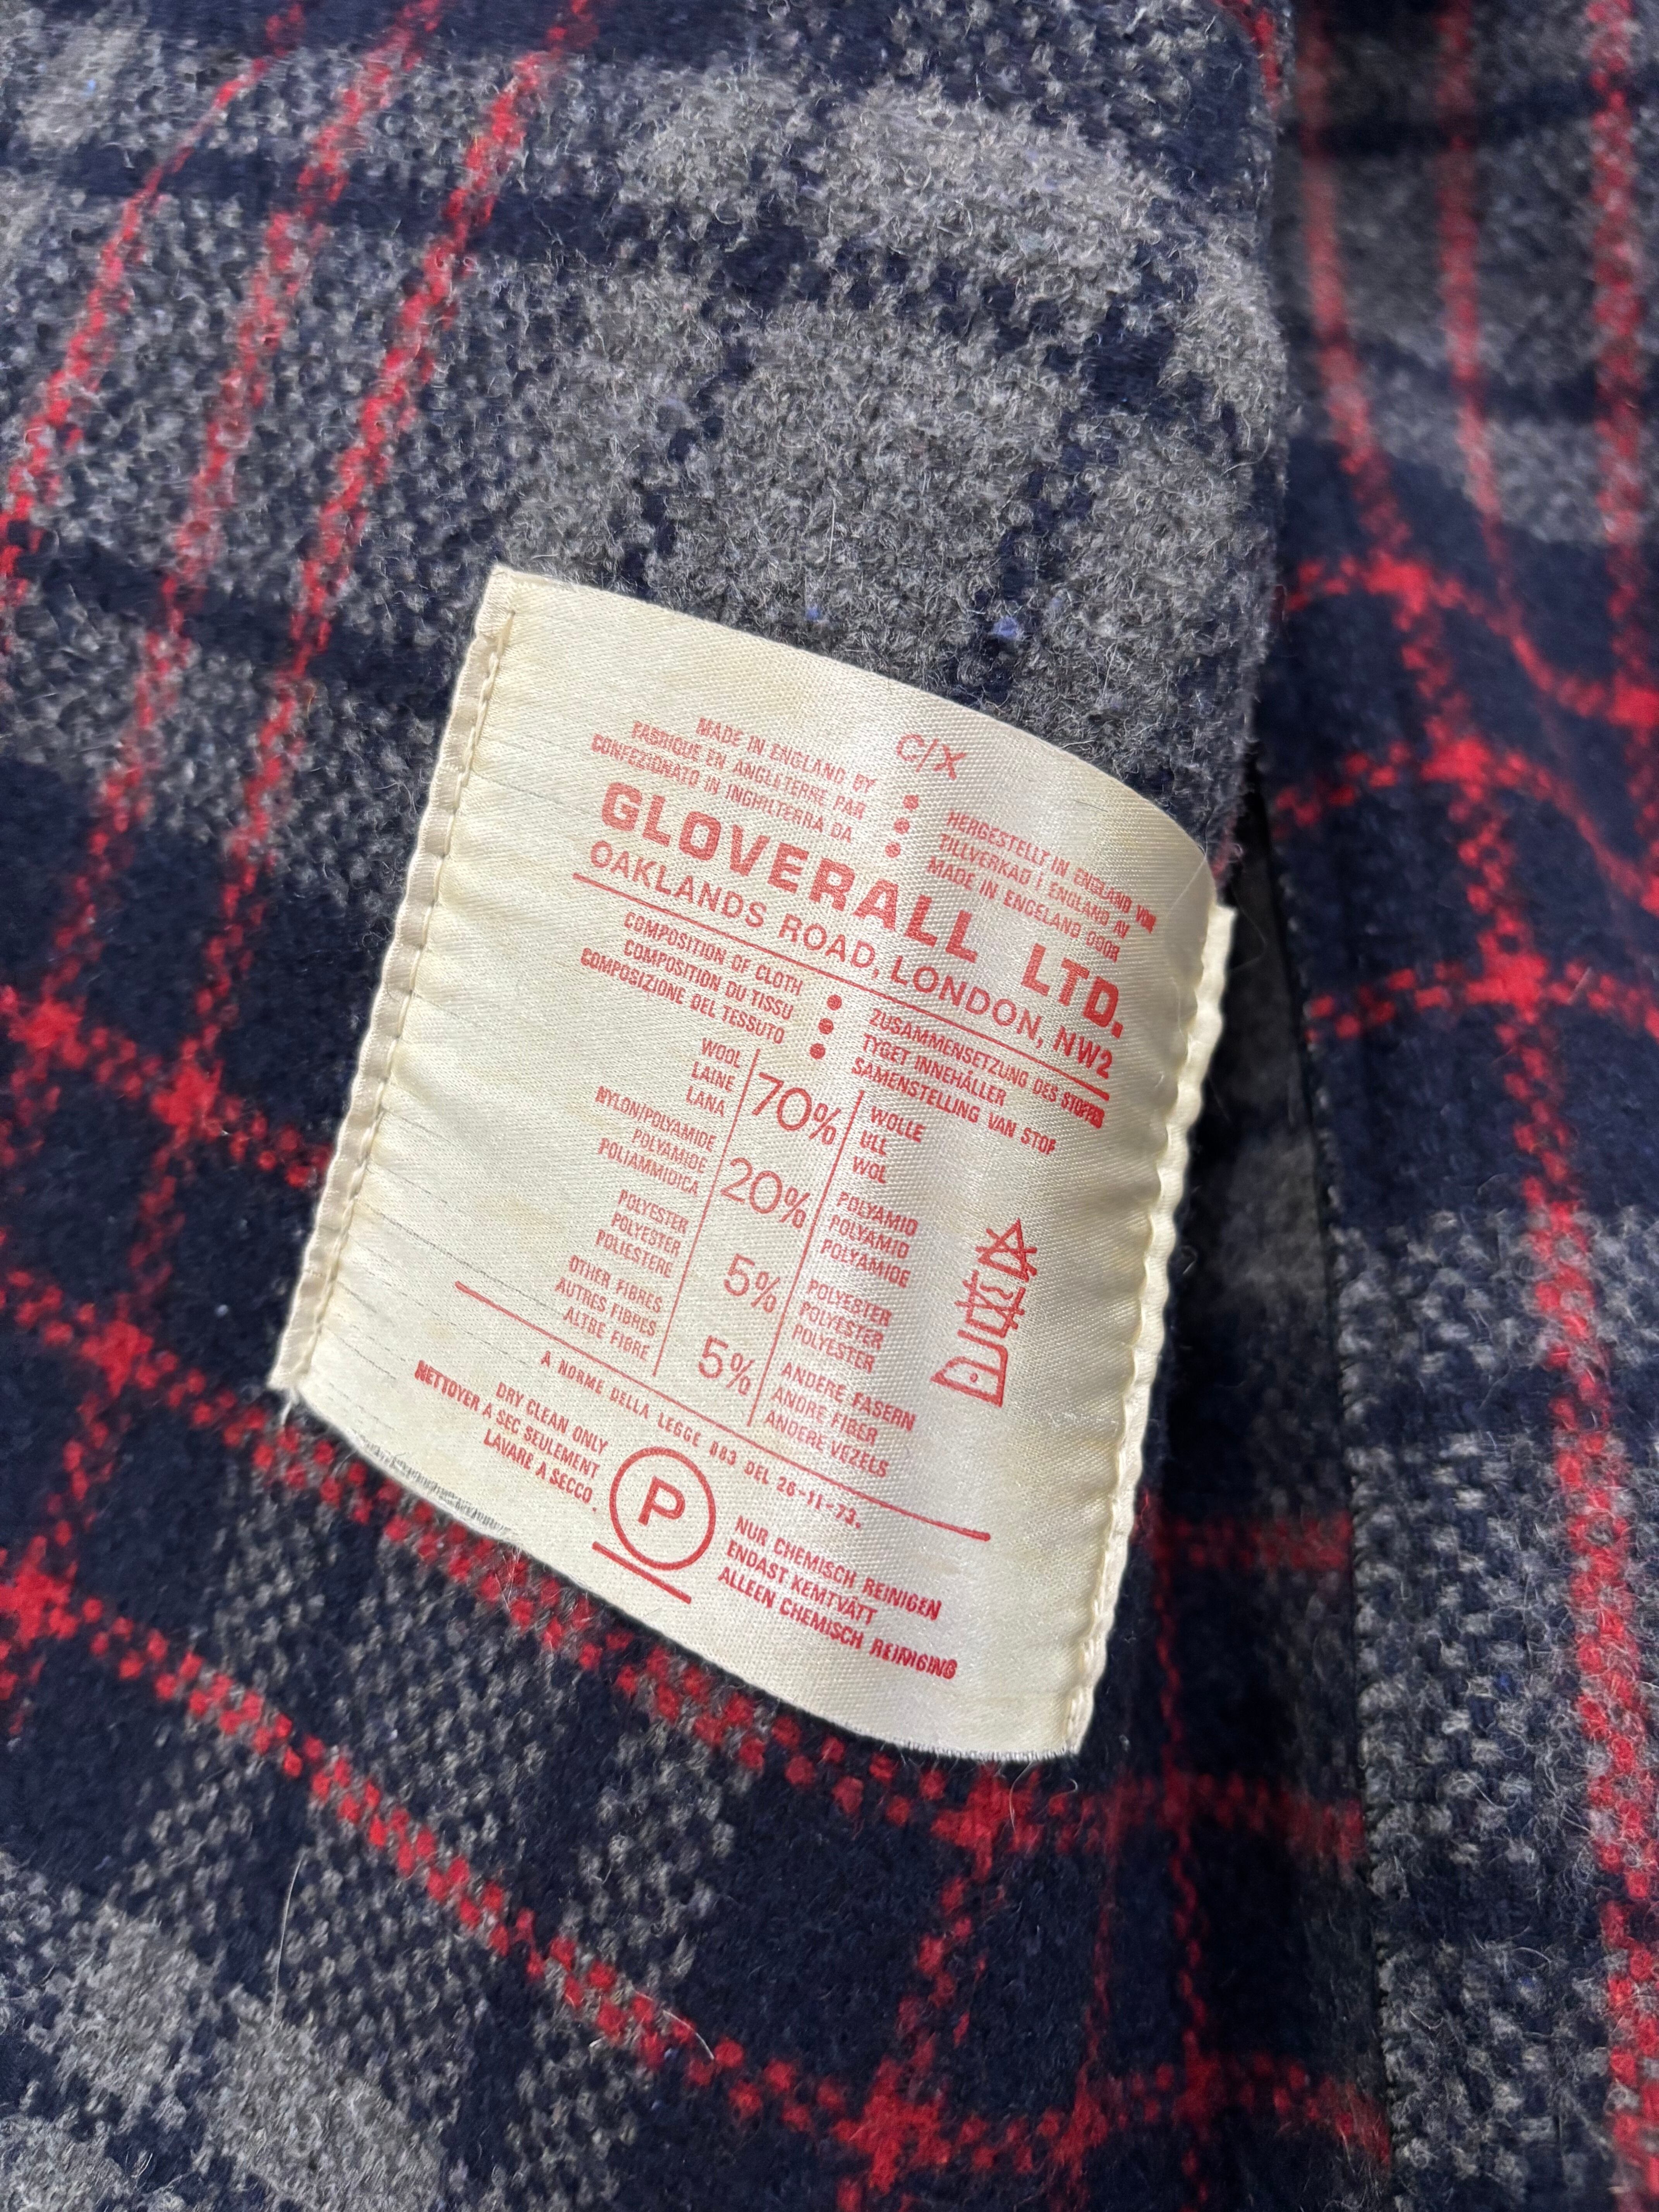 C/X
MADE IN ENGLAND BY
FABRIQUÉ EN ANGLETERRE PAR
CONFEZIONATO IN INGHILTERRA DA
HERGESTELLT IN ENGLAND VON
TILLVERKAD I ENGLAND AV
MADE IN ENGELAND DOOR
GLOVERALL LTD.
OAKLANDS ROAD, LONDON, NW2
COMPOSITION OF CLOTH
COMPOSITION DU TISSU
COMPOSIZIONE DEL TESSUTO
ZUSAMMENSETZUNG DES STOFFES
TYGET INNEHÅLLER
SAMENSTELLING VAN STOF
WOOL
LAINE
LANA
70%
WOLLE
ULL
WOL
NYLON/POLYAMIDE
POLYAMIDE
POLIAMMIDICA
20%
POLYAMID
POLYAMID
POLYAMIDE
POLYESTER
POLYESTER
POLIESTERE
5%
POLYESTER
POLYESTER
POLYESTER
OTHER FIBRES
AUTRES FIBRES
ALTRE FIBRE
5%
ANDERE FASERN
ANDRE FIBER
ANDERE VEZELS
A NORME DELLA LEGGE 883 DEL 26-11-73.
DRY CLEAN ONLY
NETTOYER A SEC SEULEMENT
LAVARE A SECCO.
P
NUR CHEMISCH REINIGEN
ENDAST KEMTVÄTT
ALLEEN CHEMISCH REINIGING